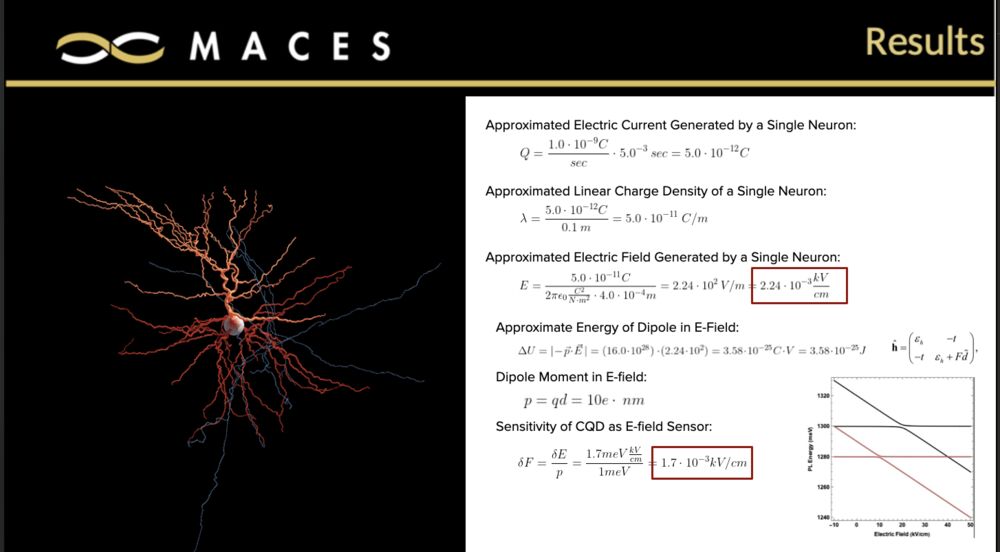 MACES
Results
Approximated Electric Current Generated by a Single Neuron:
Q = 1.0 · 10⁻⁹C / sec · 5.0⁻³ sec = 5.0 · 10⁻¹²C
Approximated Linear Charge Density of a Single Neuron:
λ = 5.0 · 10⁻¹²C / 0.1 m = 5.0 · 10⁻¹¹ C/m
Approximated Electric Field Generated by a Single Neuron:
E = 5.0 · 10⁻¹¹C / 2πϵ₀ C²/N·m² · 4.0 · 10⁻⁴m = 2.24 · 10² V/m = 2.24 · 10⁻³ kV/cm
Approximate Energy of Dipole in E-Field:
ΔU = |−p⃗·E⃗| = (16.0·10²⁸)·(2.24·10²) = 3.58·10⁻²⁵C·V = 3.58·10⁻²⁵J
ĥ = ( εₕ −t
−t εₕ + Fd̂ ),
Dipole Moment in E-field:
p = qd = 10e · nm
Sensitivity of CQD as E-field Sensor:
δF = δE / p = 1.7meV kV/cm / 1meV = 1.7 · 10⁻³kV/cm
PL Energy (meV)
1320
1300
1280
1260
1240
-10 0 10 20 30 40 50
Electric Field (kV/cm)